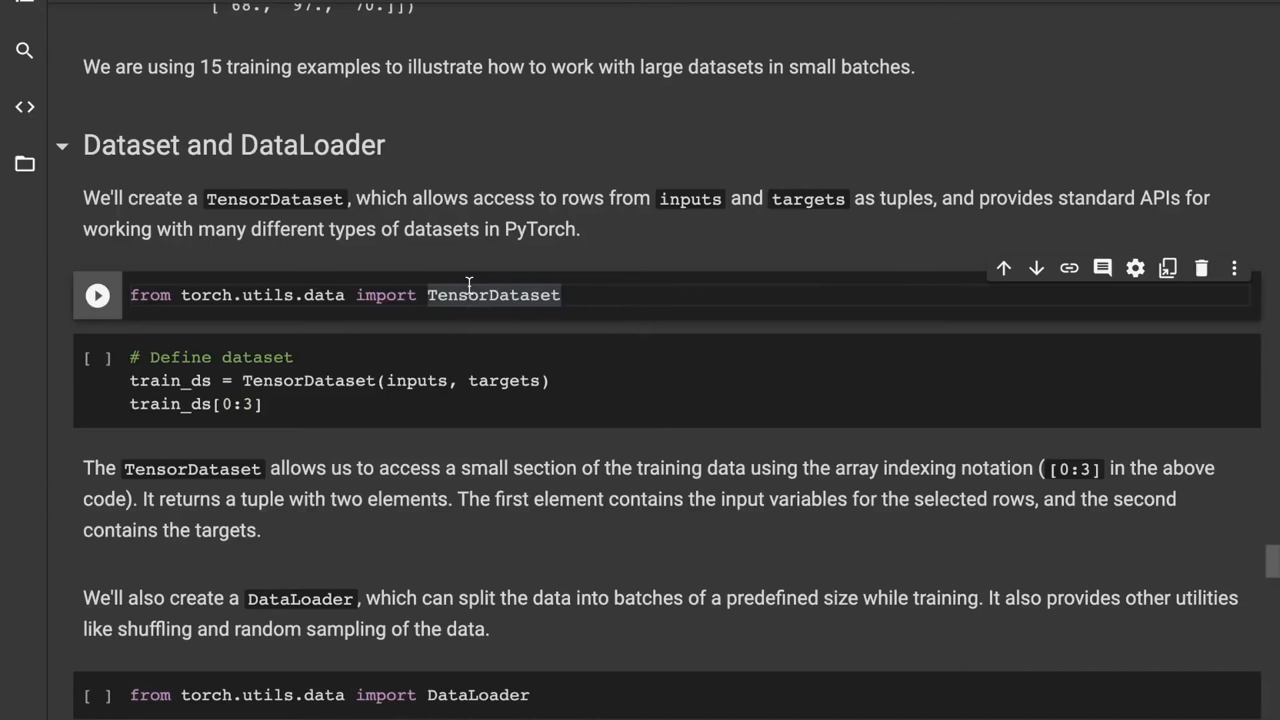 [ 68.,  97.,  70.]])
We are using 15 training examples to illustrate how to work with large datasets in small batches.
Dataset and DataLoader
We'll create a TensorDataset, which allows access to rows from inputs and targets as tuples, and provides standard APIs for
working with many different types of datasets in PyTorch.
from torch.utils.data import TensorDataset
[ ] # Define dataset
train_ds = TensorDataset(inputs, targets)
train_ds[0:3]
The TensorDataset allows us to access a small section of the training data using the array indexing notation ([0:3] in the above
code). It returns a tuple with two elements. The first element contains the input variables for the selected rows, and the second
contains the targets.
We'll also create a DataLoader, which can split the data into batches of a predefined size while training. It also provides other utilities
like shuffling and random sampling of the data.
[ ] from torch.utils.data import DataLoader